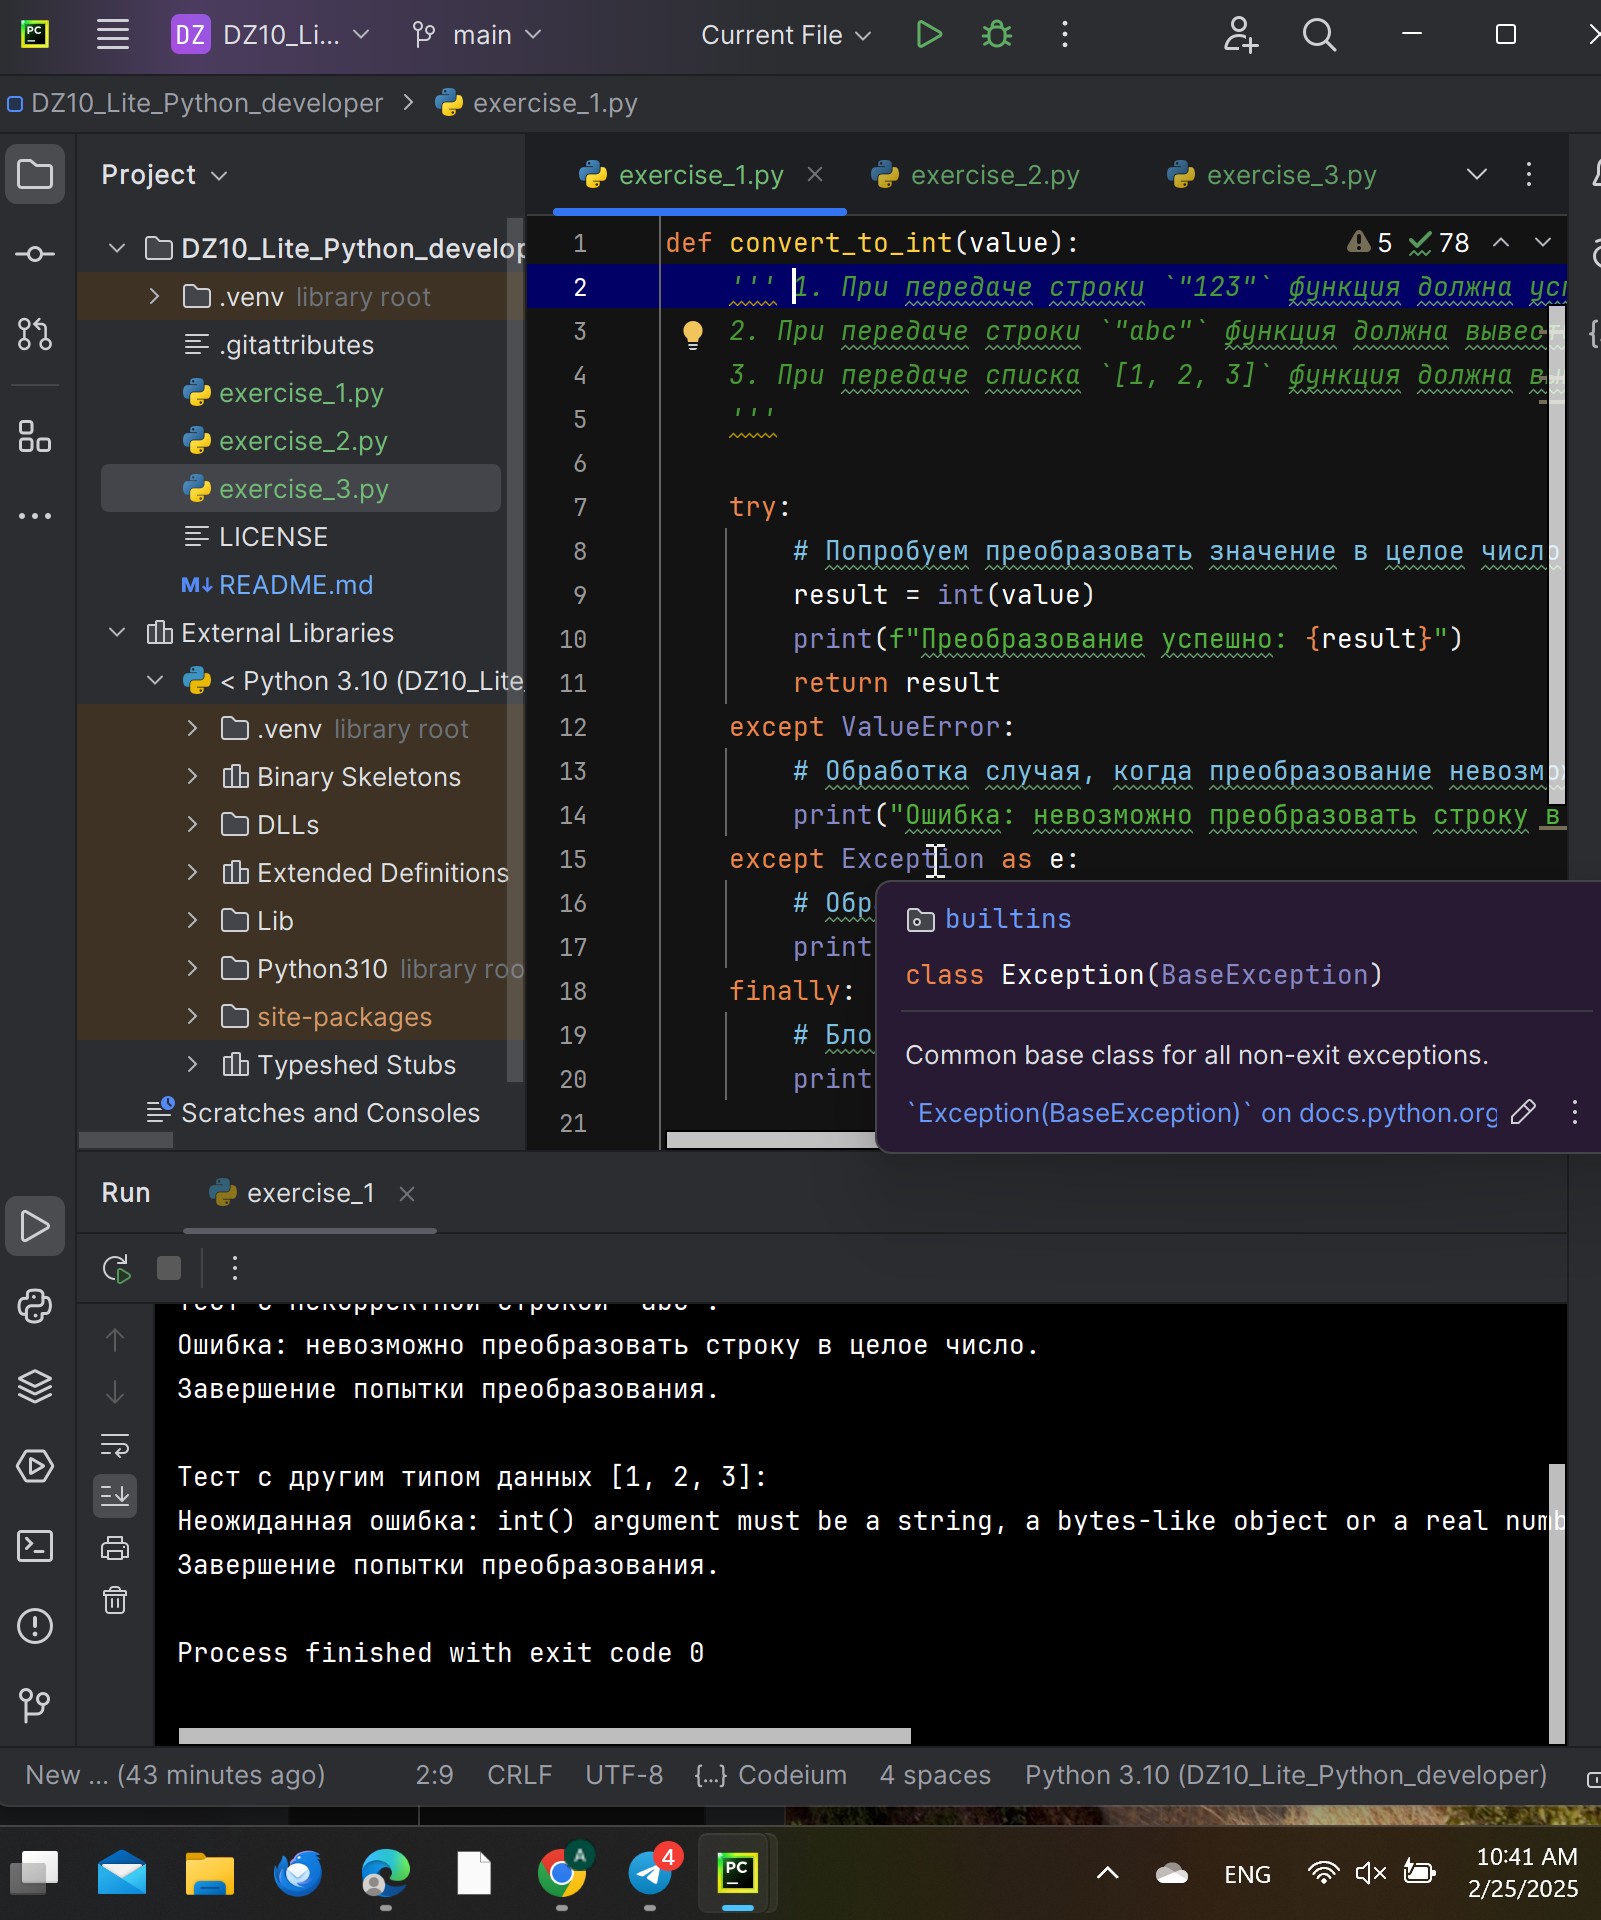 PC DZ DZ10_Li... main Current File
DZ10_Lite_Python_developer > exercise_1.py
Project
DZ10_Lite_Python_develop
.venv library root
.gitattributes
exercise_1.py
exercise_2.py
exercise_3.py
LICENSE
M↓ README.md
External Libraries
< Python 3.10 (DZ10_Lite_
.venv library root
Binary Skeletons
DLLs
Extended Definitions
Lib
Python310 library roo
site-packages
Typeshed Stubs
Scratches and Consoles
exercise_1.py exercise_2.py exercise_3.py
1 def convert_to_int(value): 5 78
2 ''' 1. При передаче строки `"123"` функция должна усп
3 2. При передаче строки `"abc"` функция должна вывест
4 3. При передаче списка `[1, 2, 3]` функция должна вы
5 '''
6
7 try:
8 # Попробуем преобразовать значение в целое число
9 result = int(value)
10 print(f"Преобразование успешно: {result}")
11 return result
12 except ValueError:
13 # Обработка случая, когда преобразование невозмо
14 print("Ошибка: невозможно преобразовать строку в
15 except Exception as e:
16 # Обр
17 print
18 finally:
19 # Бло
20 print
21
builtins
class Exception(BaseException)
Common base class for all non-exit exceptions.
`Exception(BaseException)` on docs.python.org
Run exercise_1
Тест с некорректной строкой "abc":
Ошибка: невозможно преобразовать строку в целое число.
Завершение попытки преобразования.
Тест с другим типом данных [1, 2, 3]:
Неожиданная ошибка: int() argument must be a string, a bytes-like object or a real numb
Завершение попытки преобразования.
Process finished with exit code 0
New ... (43 minutes ago) 2:9 CRLF UTF-8 {...} Codeium 4 spaces Python 3.10 (DZ10_Lite_Python_developer)
A 4 PC ENG 10:41 AM
2/25/2025